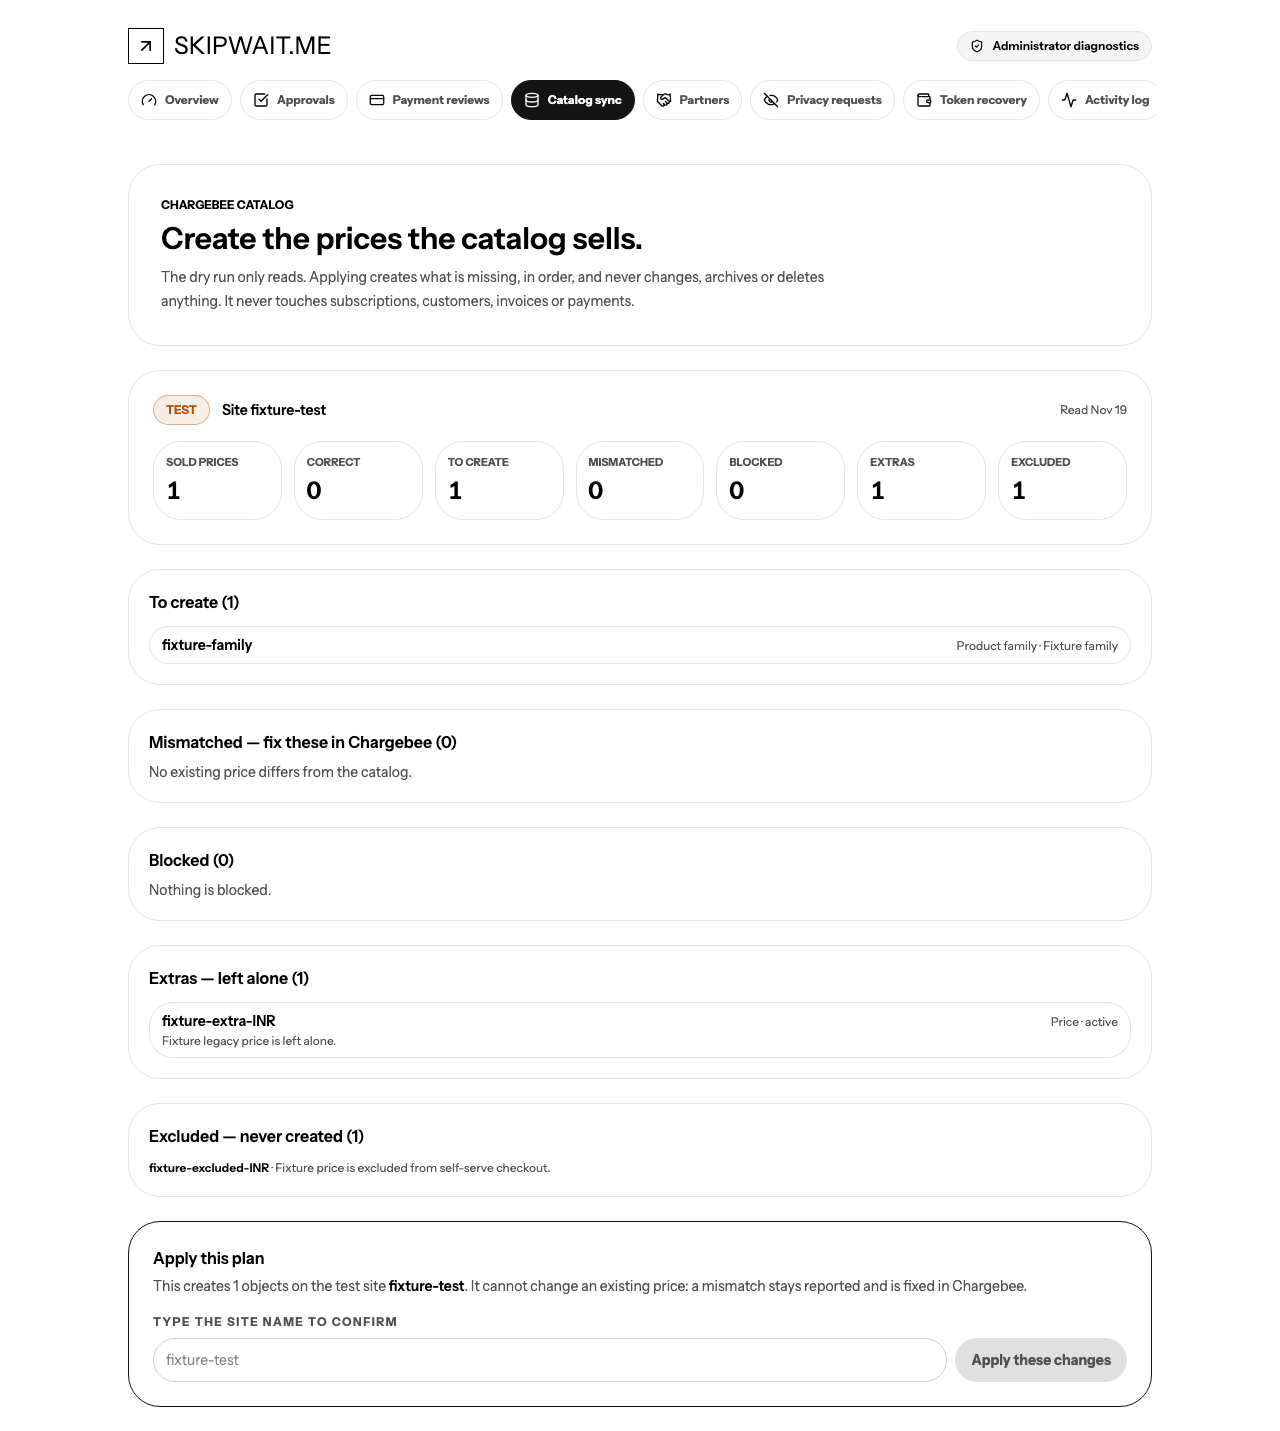 SKIPWAIT.ME
Administrator diagnostics
Overview
Approvals
Payment reviews
Catalog sync
Partners
Privacy requests
Token recovery
Activity log
CHARGEBEE CATALOG
Create the prices the catalog sells.
The dry run only reads. Applying creates what is missing, in order, and never changes, archives or deletes
anything. It never touches subscriptions, customers, invoices or payments.
TEST
Site fixture-test
Read Nov 19
SOLD PRICES
1
CORRECT
0
TO CREATE
1
MISMATCHED
0
BLOCKED
0
EXTRAS
1
EXCLUDED
1
To create (1)
fixture-family
Product family · Fixture family
Mismatched — fix these in Chargebee (0)
No existing price differs from the catalog.
Blocked (0)
Nothing is blocked.
Extras — left alone (1)
fixture-extra-INR
Price · active
Fixture legacy price is left alone.
Excluded — never created (1)
fixture-excluded-INR · Fixture price is excluded from self-serve checkout.
Apply this plan
This creates 1 objects on the test site fixture-test. It cannot change an existing price: a mismatch stays reported and is fixed in Chargebee.
TYPE THE SITE NAME TO CONFIRM
fixture-test
Apply these changes